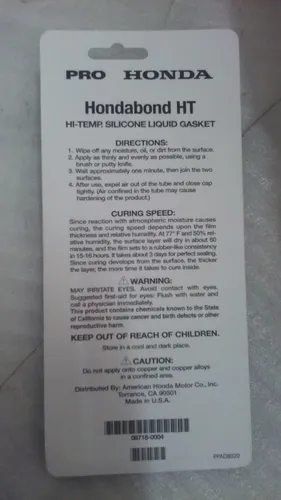 PRO HONDA
Hondabond HT
HI-TEMP. SILICONE LIQUID GASKET
DIRECTIONS:
1. Wipe off any moisture, oil, or dirt from the surface.
2. Apply as thinly and evenly as possible, using a
brush or putty knife.
3. Wait approximately one minute, then join the two
surfaces.
4. After use, expel air out of the tube and close cap
tightly. (Air confined in the tube may cause
hardening of the product.)
CURING SPEED:
Since reaction with atmospheric moisture causes
curing, the curing speed depends upon the film
thickness and relative humidity. At 77° F and 50% rel-
ative humidity, the surface layer will dry in about 60
minutes, and the film sets to a rubber-like consistency
in 15-16 hours. It takes about 3 days for perfect sealing.
Since curing develops from the surface, the thicker
the layer, the more time it takes to cure inside.
WARNING:
MAY IRRITATE EYES. Avoid contact with eyes.
Suggested first-aid for eyes: Flush with water and
call a physician immediately.
This product contains chemicals known to the State
of California to cause cancer and birth defects or other
reproductive harm.
KEEP OUT OF REACH OF CHILDREN.
Store in a cool and dark place.
CAUTION:
Do not apply onto copper and copper alloys
in a confined area.
Distributed By: American Honda Motor Co., Inc.
Torrance, CA 90501
Made in U.S.A.
08718-0004